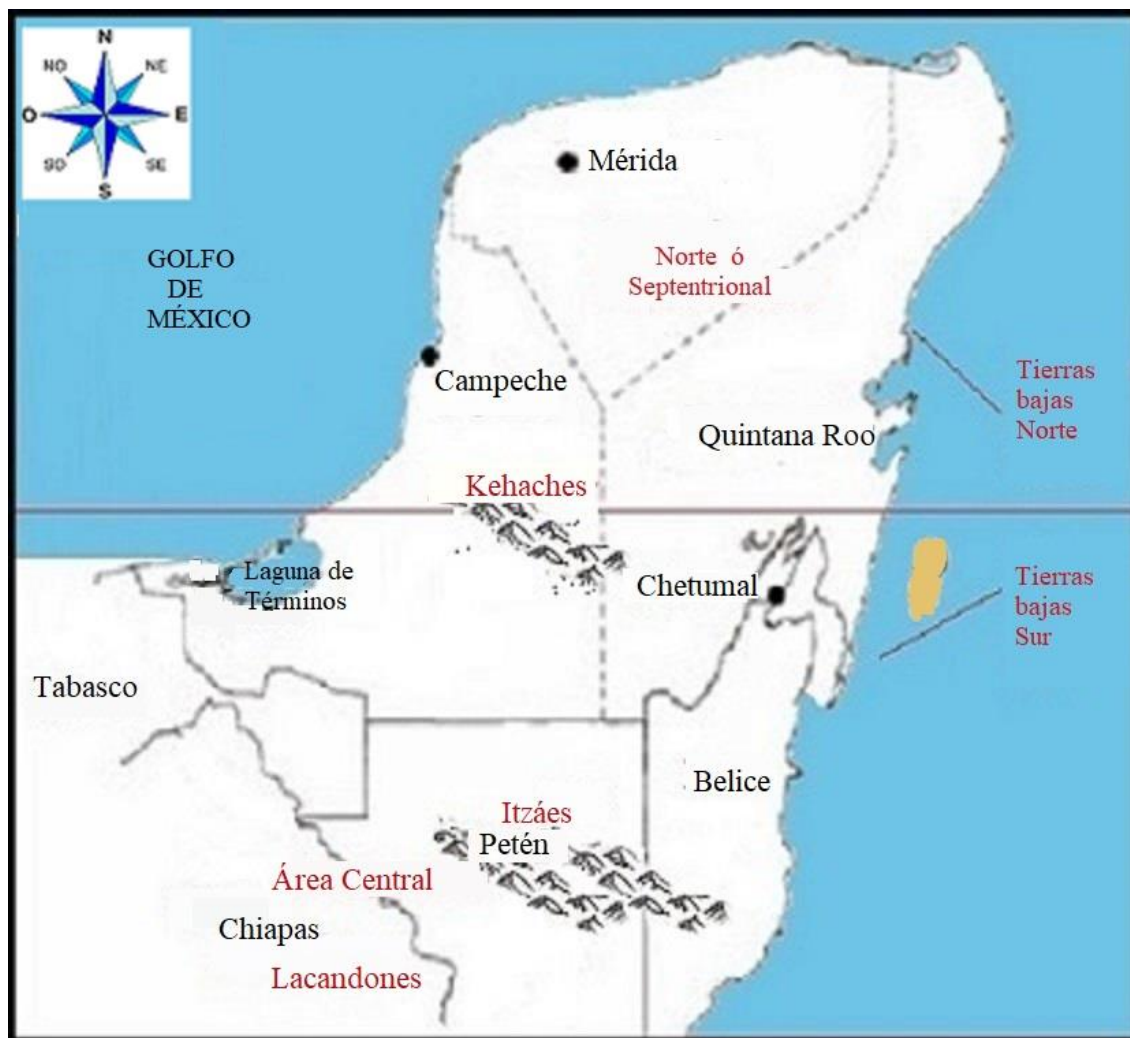 N
NO
NE
O
E
SO
SE
S
Mérida
GOLFO
DE
MÉXICO
Norte ó
Septentrional
Campeche
Tierras
bajas
Norte
Quintana Roo
Kehaches
Laguna de
Términos
Chetumal
Tierras
bajas
Sur
Tabasco
Belice
Itzáes
Petén
Área Central
Chiapas
Lacandones